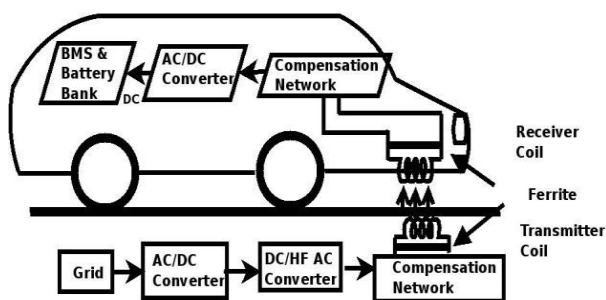 BMS &
Battery
Bank
DC
AC/DC
Converter
Compensation
Network
Receiver
Coil
Ferrite
Transmitter
Coil
Grid
AC/DC
Converter
DC/HF AC
Converter
Compensation
Network